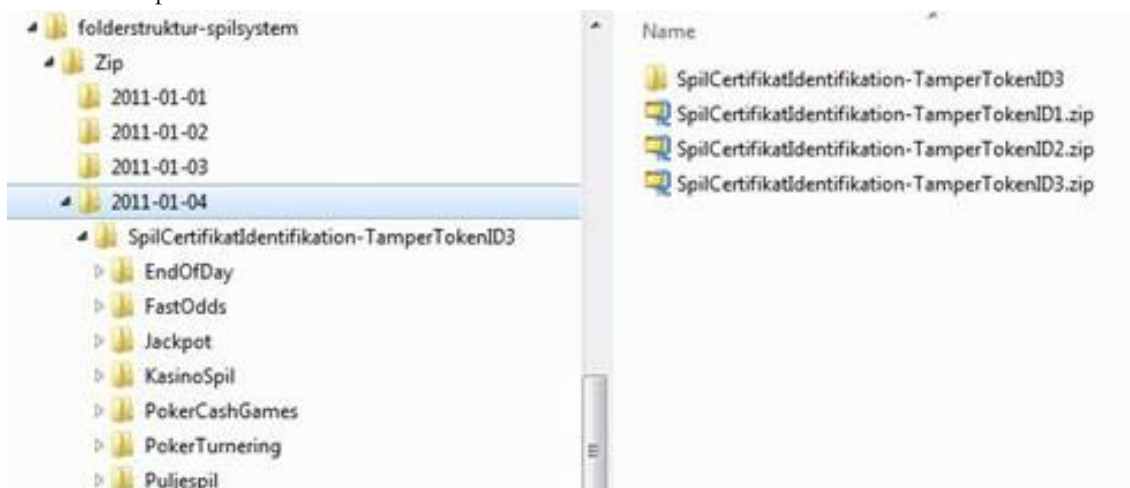 folderstruktur-spilsystem
Zip
2011-01-01
2011-01-02
2011-01-03
2011-01-04
SpilCertifikatIdentifikation-TamperTokenID3
EndOfDay
FastOdds
Jackpot
KasinoSpil
PokerCashGames
PokerTurnering
Puljespil
Name
SpilCertifikatIdentifikation-TamperTokenID3
SpilCertifikatIdentifikation-TamperTokenID1.zip
SpilCertifikatIdentifikation-TamperTokenID2.zip
SpilCertifikatIdentifikation-TamperTokenID3.zip